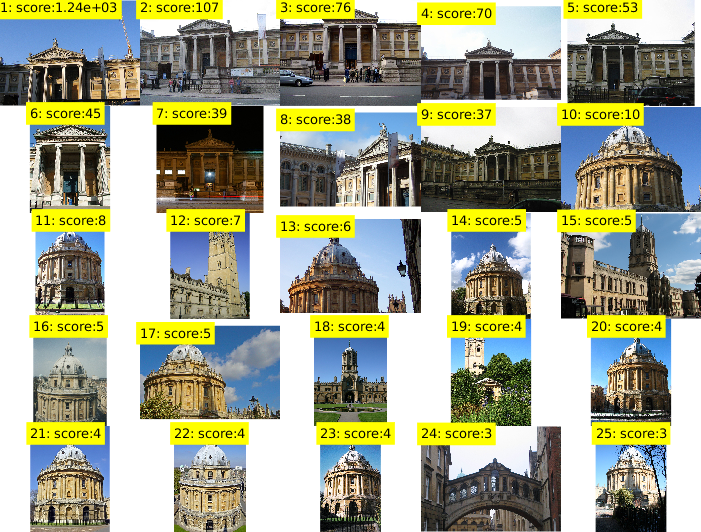 1: score:1.24e+03
2: score:107
3: score:76
4: score:70
5: score:53
6: score:45
7: score:39
8: score:38
9: score:37
10: score:10
11: score:8
12: score:7
13: score:6
14: score:5
15: score:5
16: score:5
17: score:5
18: score:4
19: score:4
20: score:4
21: score:4
22: score:4
23: score:4
24: score:3
25: score:3